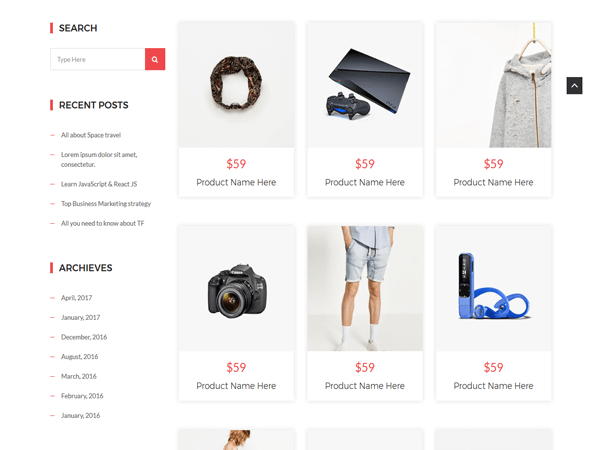 SEARCH
Type Here
RECENT POSTS
All about Space travel
Lorem ipsum dolor sit amet,
consectetur.
Learn JavaScript & React JS
Top Business Marketing strategy
All you need to know about TF
ARCHIEVES
April, 2017
January, 2017
December, 2016
August, 2016
March, 2016
February, 2016
January, 2016
$59
Product Name Here
$59
Product Name Here
$59
Product Name Here
Canon
$59
Product Name Here
$59
Product Name Here
$59
Product Name Here